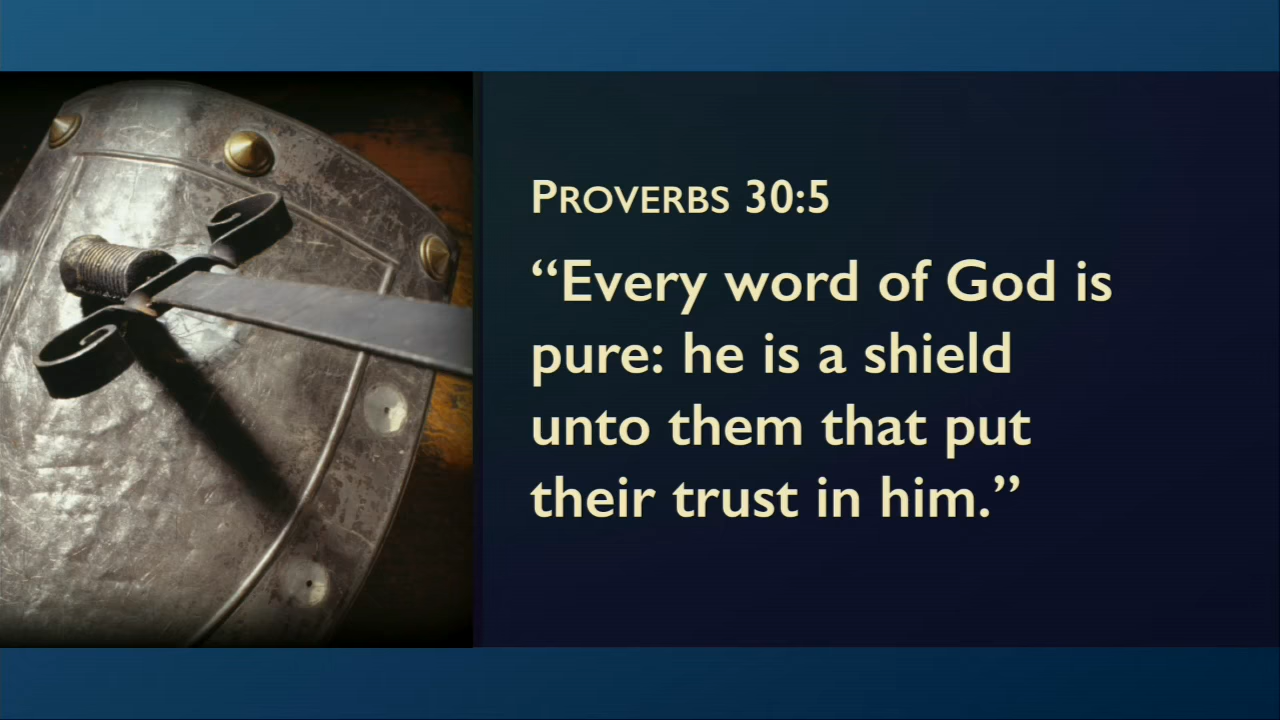 PROVERBS 30:5
“Every word of God is
pure: he is a shield
unto them that put
their trust in him.”